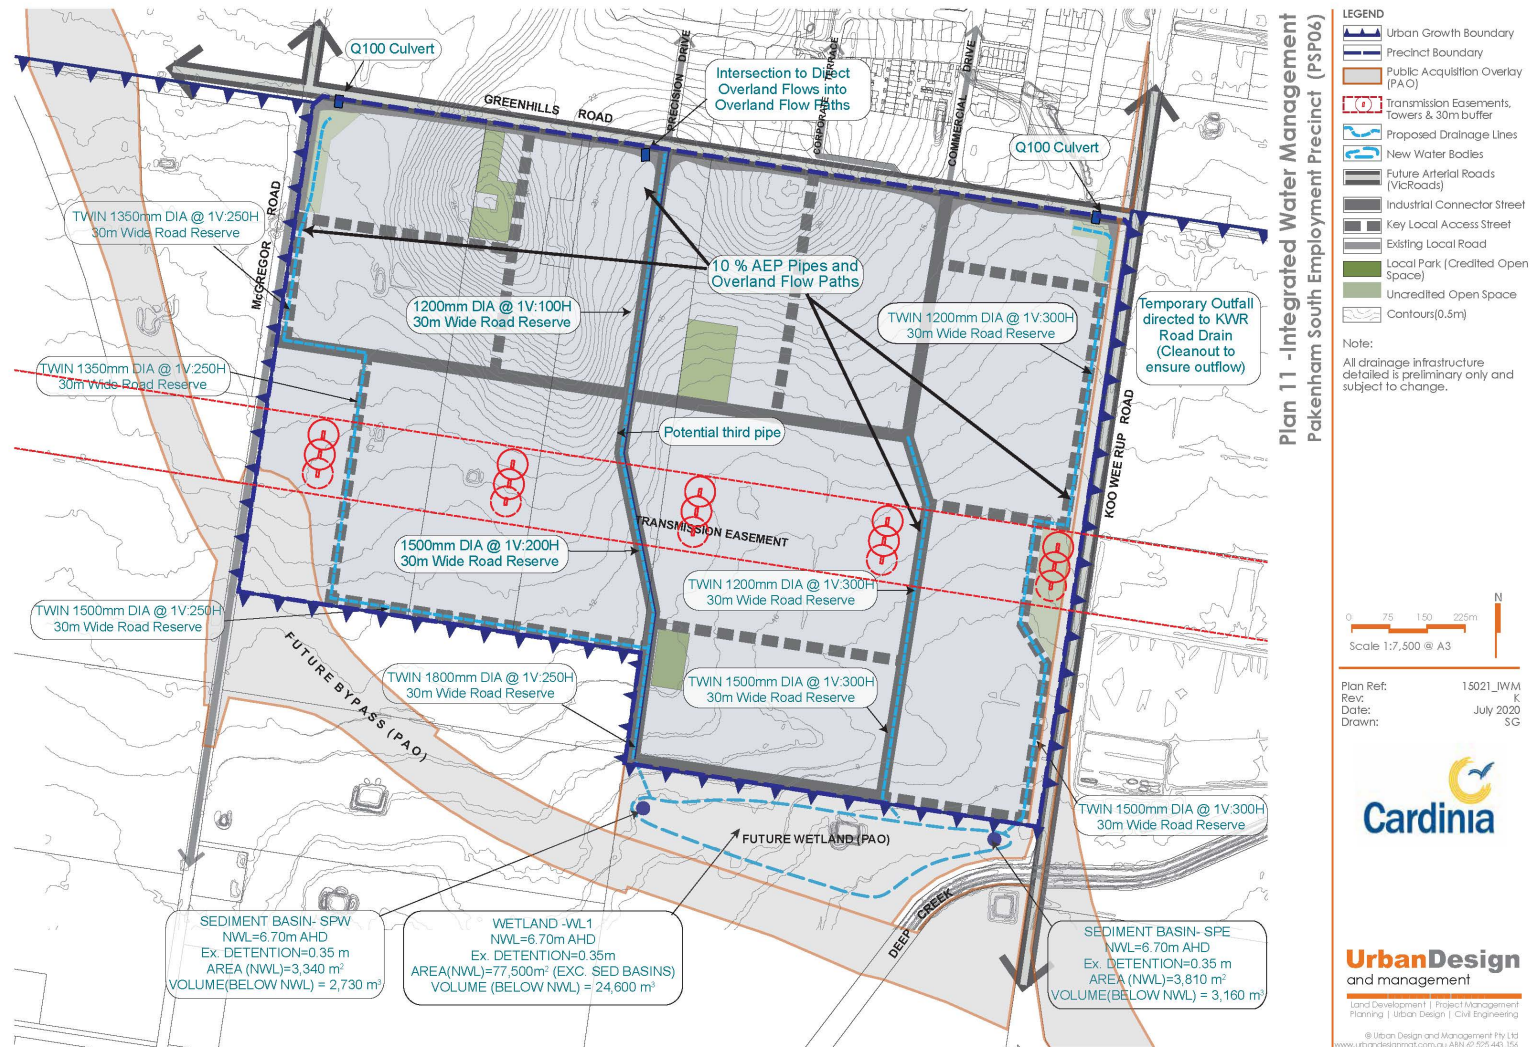 Q100 Culvert
Intersection to Direct
Overland Flows into
Overland Flow Paths
PRECISION DRIVE
CORPORATE TERRACE
COMMERCIAL DRIVE
GREENHILLS ROAD
Q100 Culvert
McGREGOR ROAD
TWIN 1350mm DIA @ 1V:250H
30m Wide Road Reserve
10 % AEP Pipes and
Overland Flow Paths
1200mm DIA @ 1V:100H
30m Wide Road Reserve
TWIN 1200mm DIA @ 1V:300H
30m Wide Road Reserve
Temporary Outfall
directed to KWR
Road Drain
(Cleanout to
ensure outflow)
TWIN 1350mm DIA @ 1V:250H
30m Wide Road Reserve
Potential third pipe
KOO WEE RUP ROAD
TRANSMISSION EASEMENT
1500mm DIA @ 1V:200H
30m Wide Road Reserve
TWIN 1200mm DIA @ 1V:300H
30m Wide Road Reserve
TWIN 1500mm DIA @ 1V:250H
30m Wide Road Reserve
FUTURE BYPASS (PAO)
TWIN 1800mm DIA @ 1V:250H
30m Wide Road Reserve
TWIN 1500mm DIA @ 1V:300H
30m Wide Road Reserve
TWIN 1500mm DIA @ 1V:300H
30m Wide Road Reserve
FUTURE WETLAND (PAO)
DEEP CREEK
SEDIMENT BASIN- SPW
NWL=6.70m AHD
Ex. DETENTION=0.35 m
AREA (NWL)=3,340 m²
VOLUME(BELOW NWL) = 2,730 m³
WETLAND -WL1
NWL=6.70m AHD
Ex. DETENTION=0.35m
AREA(NWL)=77,500m² (EXC. SED BASINS)
VOLUME (BELOW NWL) = 24,600 m³
SEDIMENT BASIN- SPE
NWL=6.70m AHD
Ex. DETENTION=0.35 m
AREA (NWL)=3,810 m²
VOLUME(BELOW NWL) = 3,160 m³
Plan 11 -Integrated Water Management
Pakenham South Employment Precinct (PSP06)
LEGEND
Urban Growth Boundary
Precinct Boundary
Public Acquisition Overlay
(PAO)
Transmission Easements,
Towers & 30m buffer
Proposed Drainage Lines
New Water Bodies
Future Arterial Roads
(VicRoads)
Industrial Connector Street
Key Local Access Street
Existing Local Road
Local Park (Credited Open
Space)
Uncredited Open Space
Contours(0.5m)
Note:
All drainage infrastructure
detailed is preliminary only and
subject to change.
N
0 75 150 225m
Scale 1:7,500 @ A3
Plan Ref: 15021_IWM
Rev: K
Date: July 2020
Drawn: SG
Cardinia
UrbanDesign
and management
Land Development | Project Management
Planning | Urban Design | Civil Engineering
© Urban Design and Management Pty Ltd
www.urbandesignmgt.com.au ABN 62 525 443 156